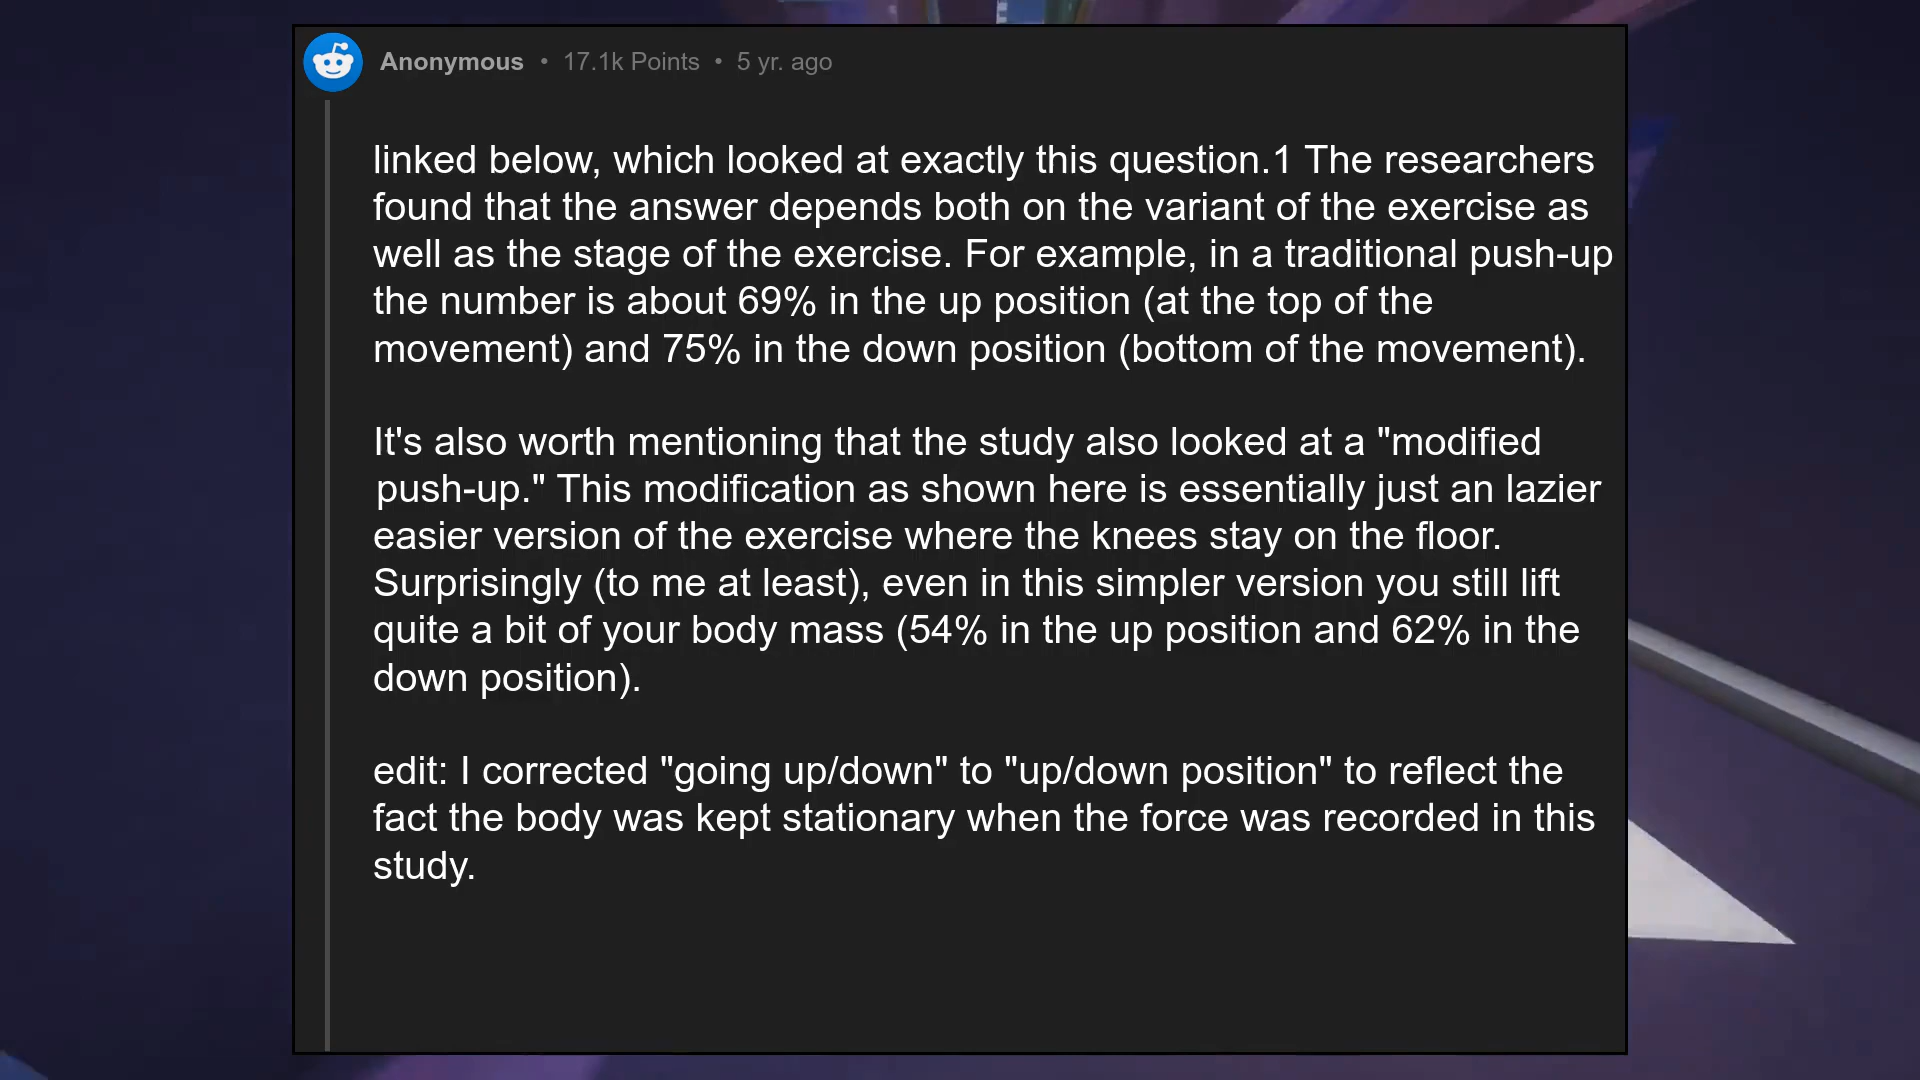 Anonymous • 17.1k Points • 5 yr. ago
linked below, which looked at exactly this question.1 The researchers
found that the answer depends both on the variant of the exercise as
well as the stage of the exercise. For example, in a traditional push-up
the number is about 69% in the up position (at the top of the
movement) and 75% in the down position (bottom of the movement).
It's also worth mentioning that the study also looked at a "modified
push-up." This modification as shown here is essentially just an lazier
easier version of the exercise where the knees stay on the floor.
Surprisingly (to me at least), even in this simpler version you still lift
quite a bit of your body mass (54% in the up position and 62% in the
down position).
edit: I corrected "going up/down" to "up/down position" to reflect the
fact the body was kept stationary when the force was recorded in this
study.